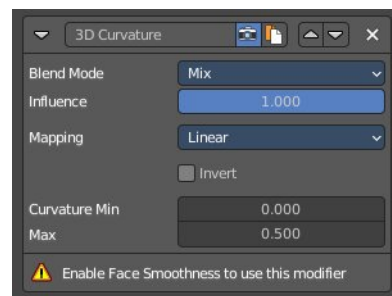 3D Curvature
Blend Mode Mix
Influence 1.000
Mapping Linear
Invert
Curvature Min 0.000
Max 0.500
Enable Face Smoothness to use this modifier